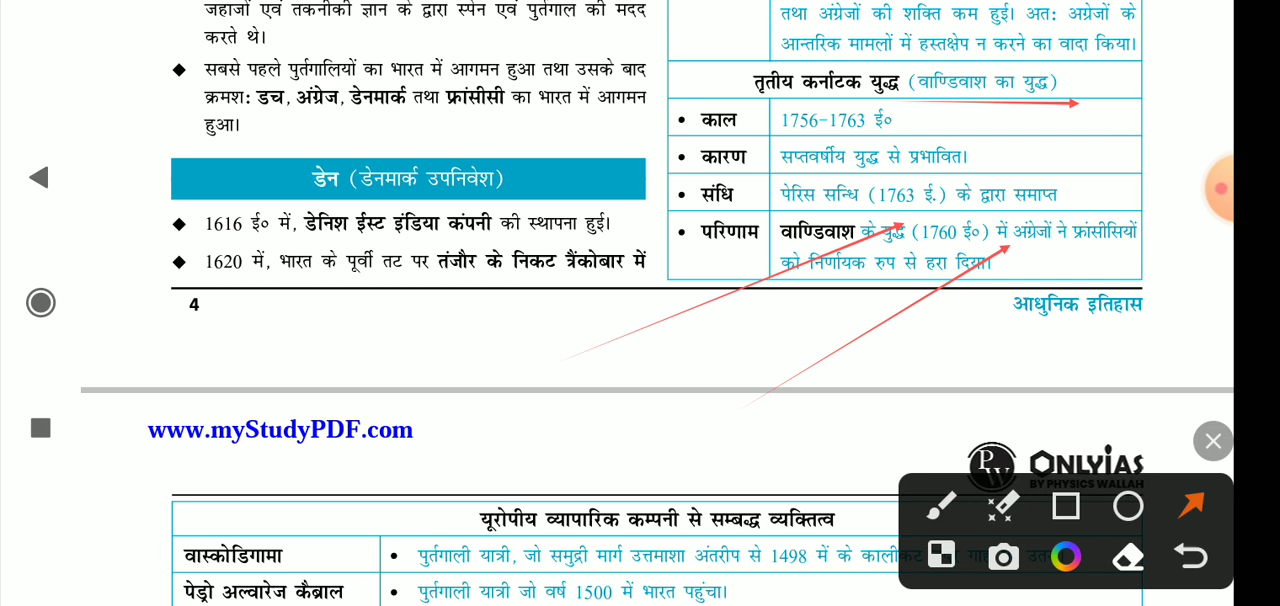 जहाजों एवं तकनीकी ज्ञान के द्वारा स्पेन एवं पुर्तगाल की मदद
करते थे।
◆ सबसे पहले पुर्तगालियों का भारत में आगमन हुआ तथा उसके बाद
क्रमश: डच, अंग्रेज, डेनमार्क तथा फ्रांसीसी का भारत में आगमन
हुआ।
डेन (डेनमार्क उपनिवेश)
◆ 1616 ई० में, डेनिश ईस्ट इंडिया कंपनी की स्थापना हुई।
◆ 1620 में, भारत के पूर्वी तट पर तंजौर के निकट त्रैंकोबार में
तथा अंग्रेजों की शक्ति कम हुई। अत: अग्रेजों के
आन्तरिक मामलों में हस्तक्षेप न करने का वादा किया।
तृतीय कर्नाटक युद्ध (वाण्डिवाश का युद्ध)
• काल 1756-1763 ई०
• कारण सप्तवर्षीय युद्ध से प्रभावित।
• संधि पेरिस सन्धि (1763 ई.) के द्वारा समाप्त
• परिणाम वाण्डिवाश के युद्ध (1760 ई०) में अंग्रेजों ने फ्रांसीसियों
को निर्णायक रुप से हरा दिया।
4 आधुनिक इतिहास
www.myStudyPDF.com
PW ONLYIAS
BY PHYSICS WALLAH
यूरोपीय व्यापारिक कम्पनी से सम्बद्ध व्यक्तित्व
वास्कोडिगामा • पुर्तगाली यात्री, जो समुद्री मार्ग उत्तमाशा अंतरीप से 1498 में के कालीकट
पेड्रो अल्वारेज कैब्राल • पुर्तगाली यात्री जो वर्ष 1500 में भारत पहुंचा।